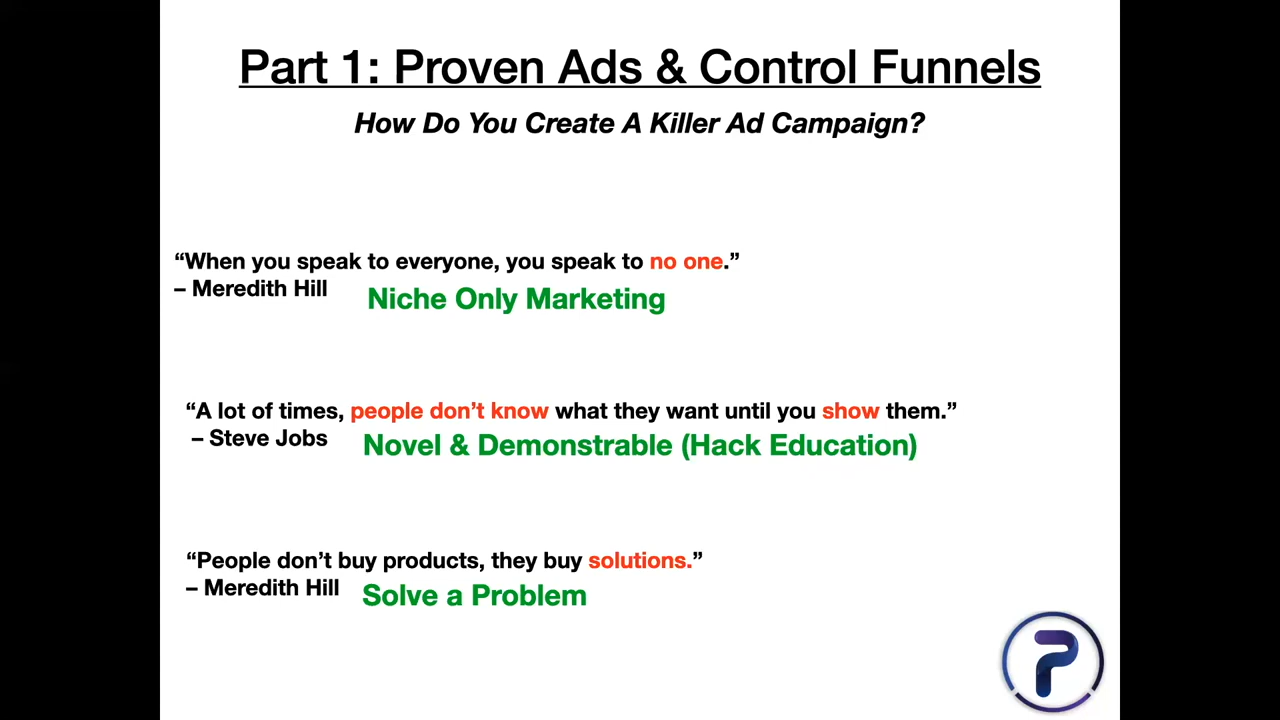 Part 1: Proven Ads & Control Funnels
How Do You Create A Killer Ad Campaign?
“When you speak to everyone, you speak to no one.”
– Meredith Hill
Niche Only Marketing
“A lot of times, people don’t know what they want until you show them.”
– Steve Jobs
Novel & Demonstrable (Hack Education)
“People don’t buy products, they buy solutions.”
– Meredith Hill
Solve a Problem
P